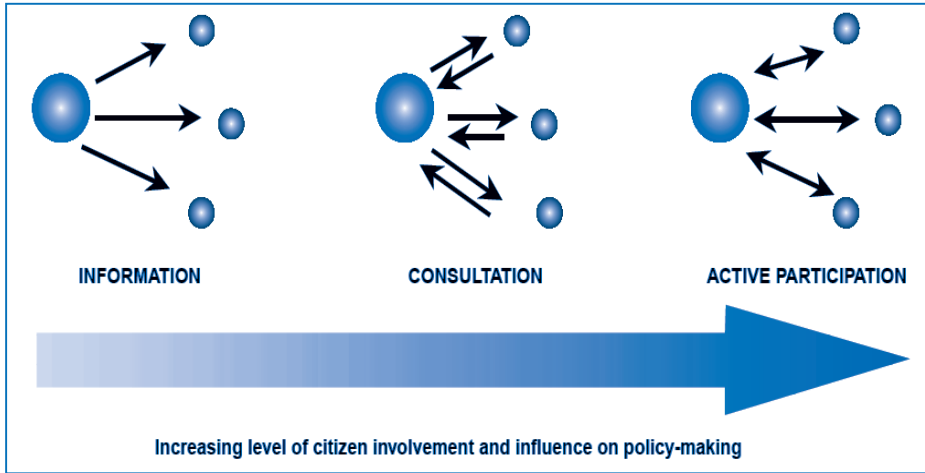 INFORMATION
CONSULTATION
ACTIVE PARTICIPATION
Increasing level of citizen involvement and influence on policy-making